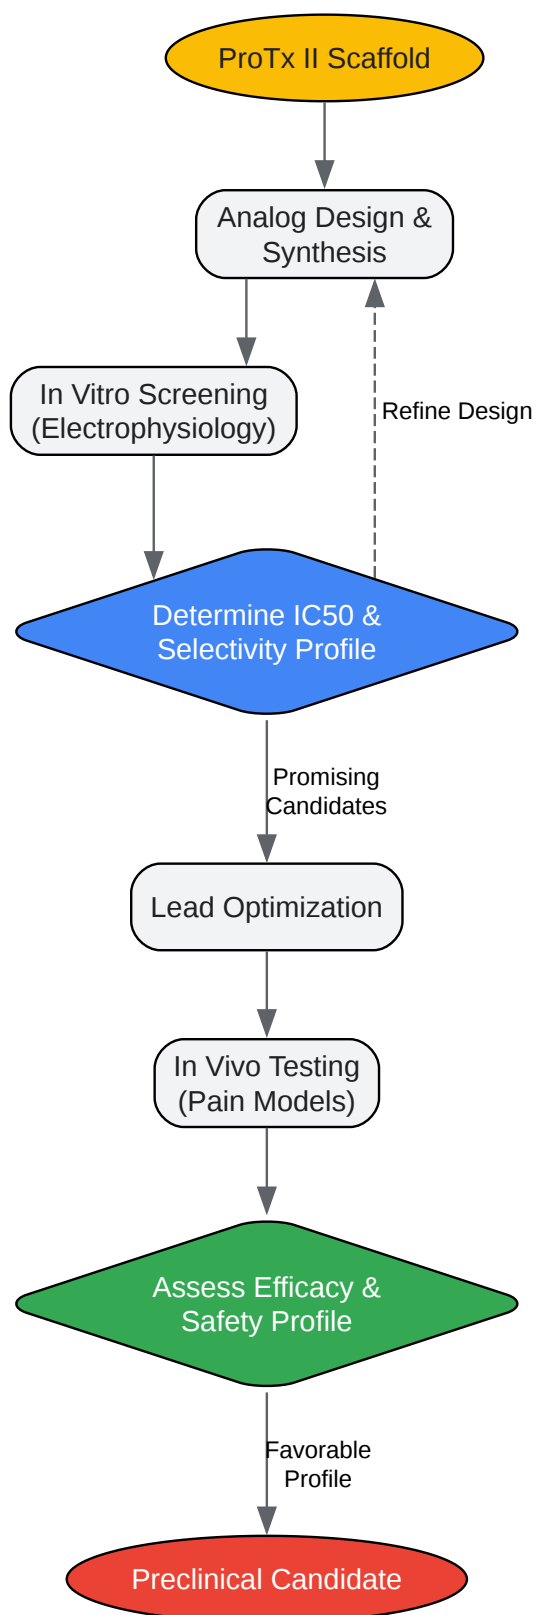 ProTx II Scaffold
Analog Design &
Synthesis
In Vitro Screening
(Electrophysiology)
Refine Design
Determine IC50 &
Selectivity Profile
Promising
Candidates
Lead Optimization
In Vivo Testing
(Pain Models)
Assess Efficacy &
Safety Profile
Favorable
Profile
Preclinical Candidate